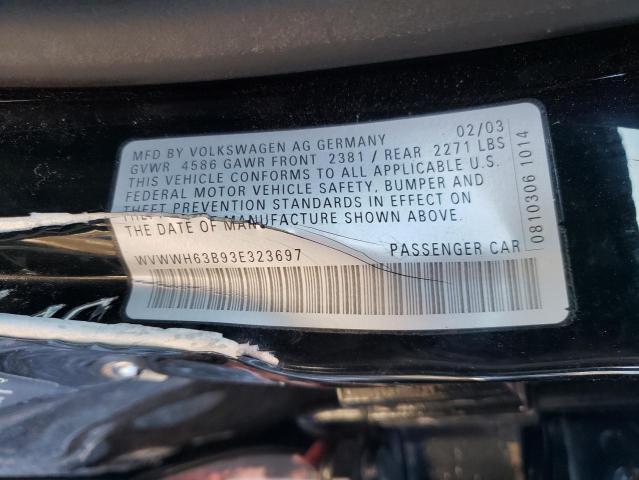 MFD BY VOLKSWAGEN AG GERMANY 02/03
GVWR 4586 GAWR FRONT 2381 / REAR 2271 LBS
THIS VEHICLE CONFORMS TO ALL APPLICABLE U.S.
FEDERAL MOTOR VEHICLE SAFETY, BUMPER AND
THEFT PREVENTION STANDARDS IN EFFECT ON
THE DATE OF MANUFACTURE SHOWN ABOVE.
WVWWH63B93E323697 PASSENGER CAR
0810306 1014